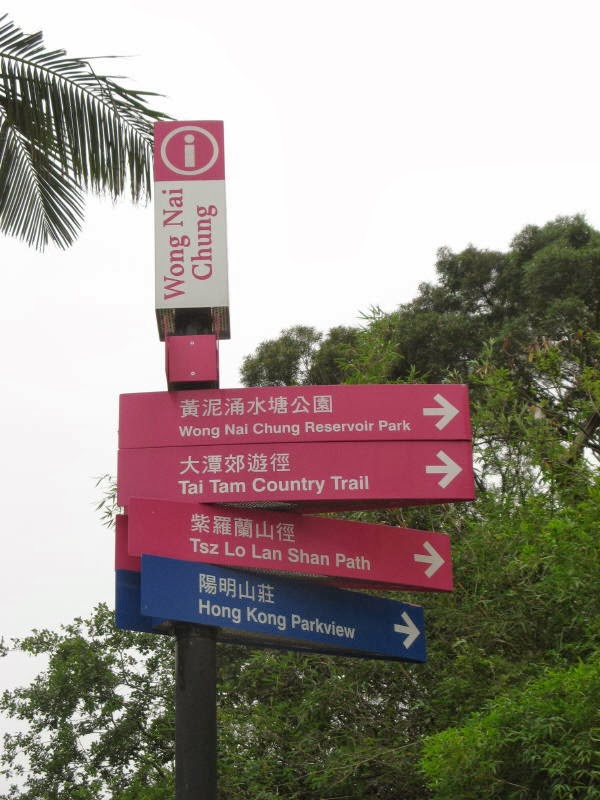 i
Wong Nai
Chung
黃泥涌水塘公園
Wong Nai Chung Reservoir Park
大潭郊遊徑
Tai Tam Country Trail
紫羅蘭山徑
Tsz Lo Lan Shan Path
陽明山莊
Hong Kong Parkview